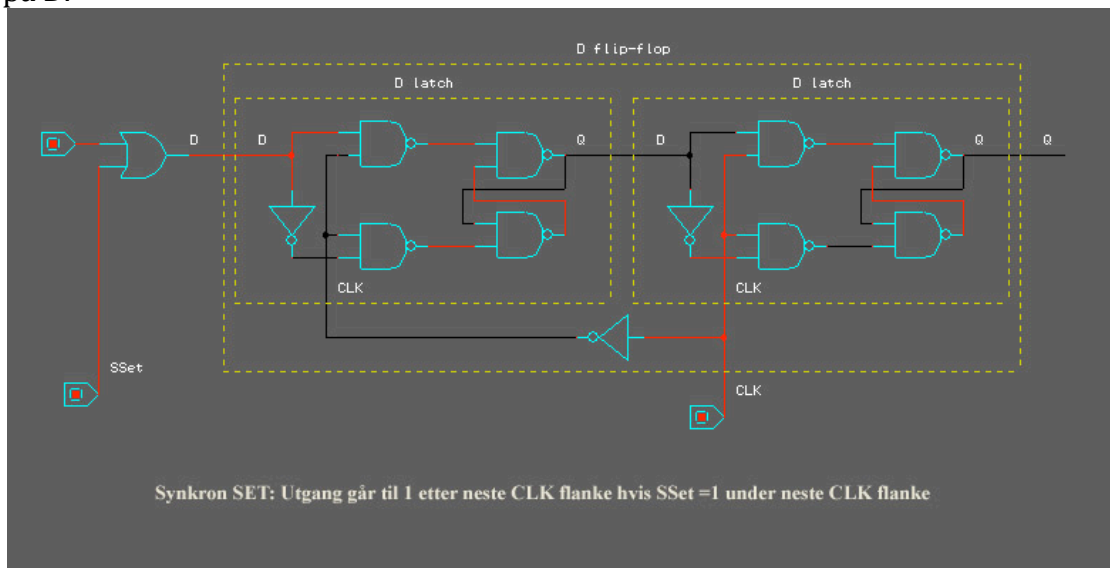 på D.
D flip-flop
D latch
D latch
D
D
Q
D
Q
Q
CLK
CLK
SSet
CLK
Synkron SET: Utgang går til 1 etter neste CLK flanke hvis SSet =1 under neste CLK flanke